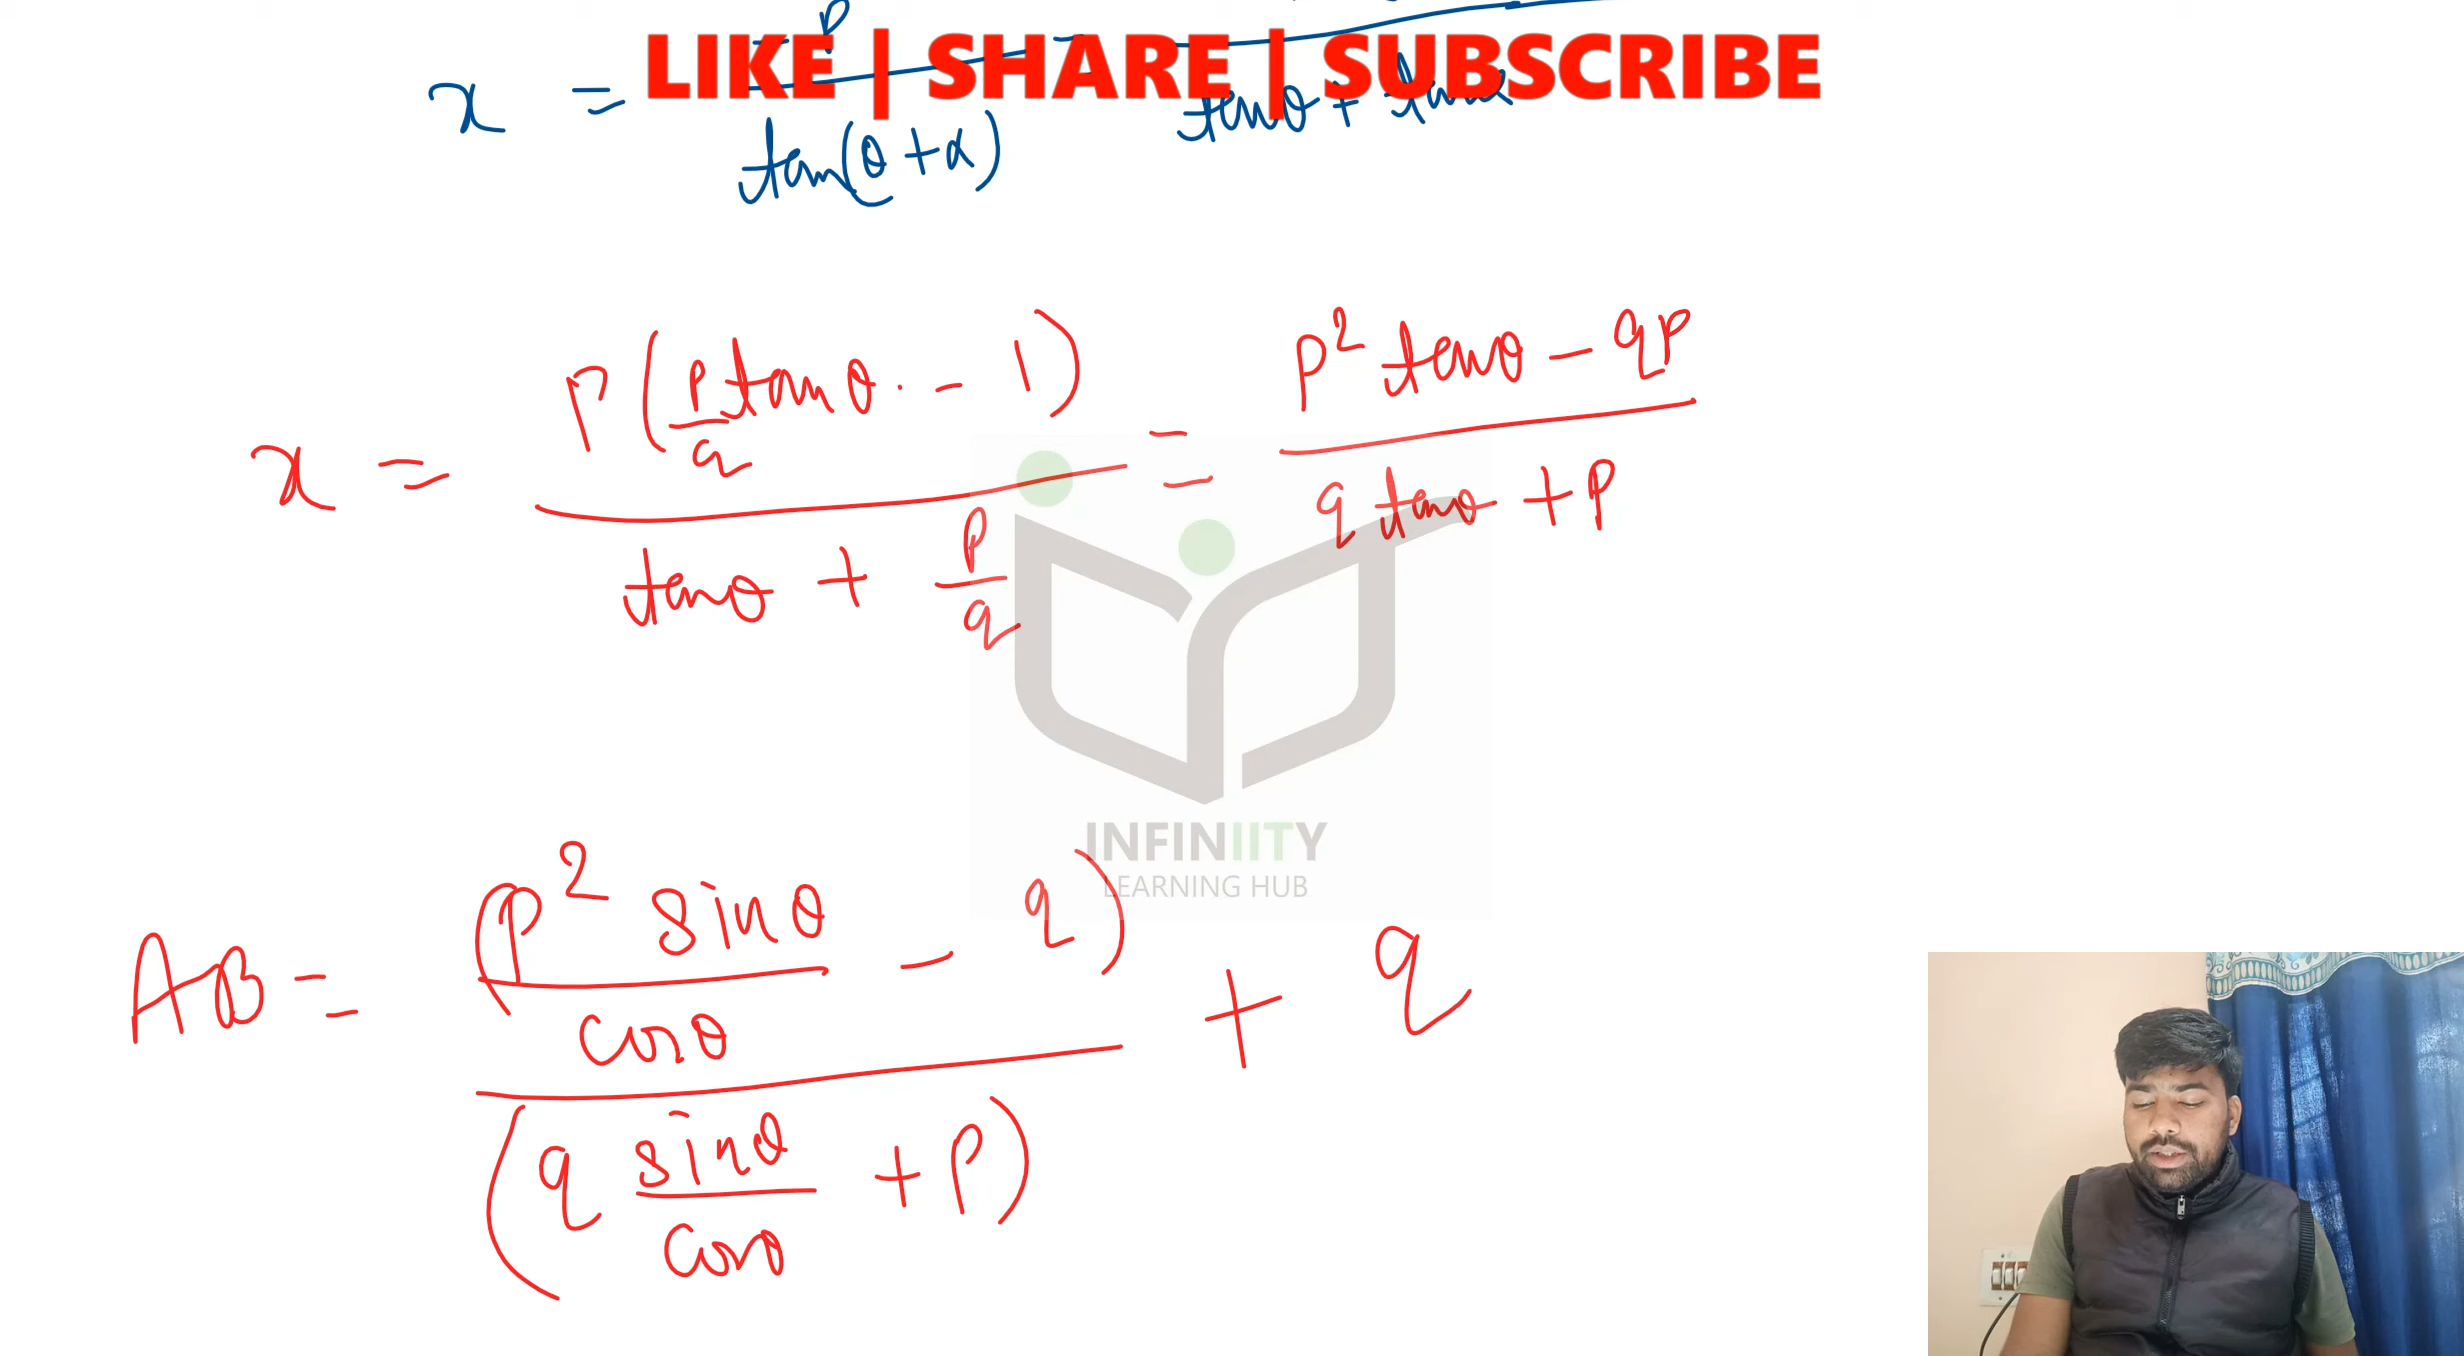 LIKE | SHARE | SUBSCRIBE
x = -P / tan(θ+α) = / tanθ + tanα
x = P(P/q tanθ · - 1) / tanθ + P/q = P² tanθ - qP / q tanθ + P
INFINIITY
LEARNING HUB
AB = (P² sinθ / cosθ - q) / (q sinθ / cosθ + P) + q